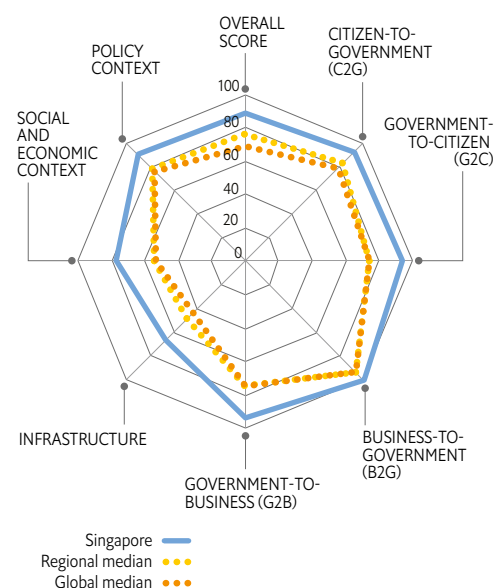 OVERALL
SCORE
CITIZEN-TO-
GOVERNMENT
(C2G)
GOVERNMENT-
TO-CITIZEN
(G2C)
BUSINESS-TO-
GOVERNMENT
(B2G)
GOVERNMENT-TO-
BUSINESS (G2B)
INFRASTRUCTURE
SOCIAL
AND
ECONOMIC
CONTEXT
POLICY
CONTEXT
100
80
60
40
20
0
Singapore
Regional median
Global median